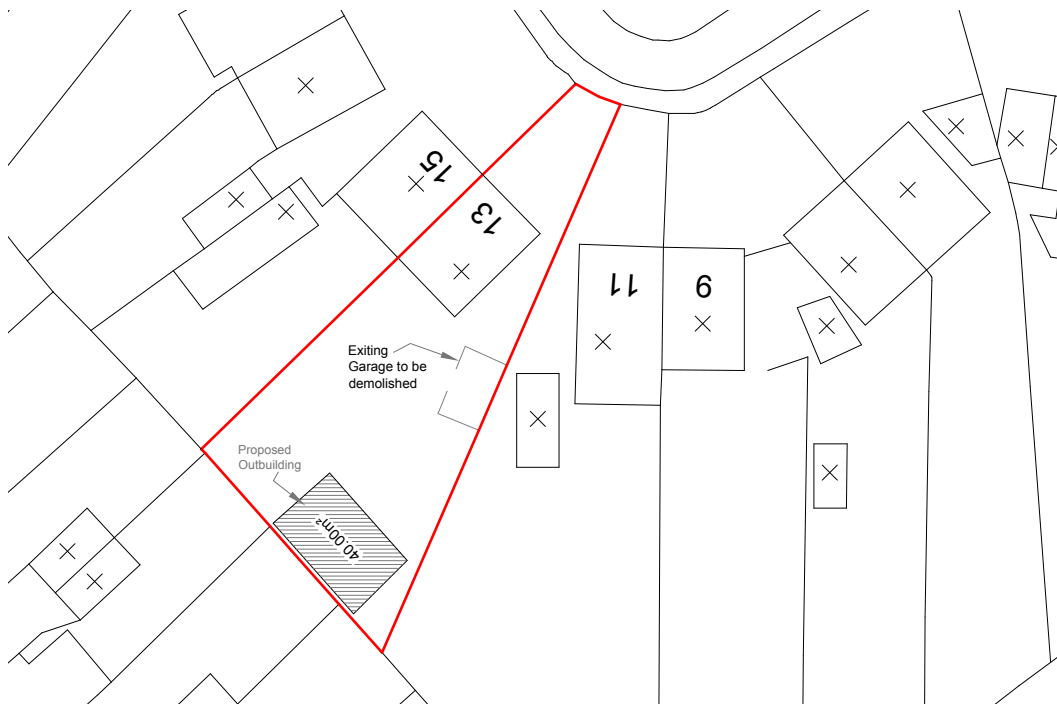 15
13
11
9
Exiting
Garage to be
demolished
Proposed
Outbuilding
40.00m²